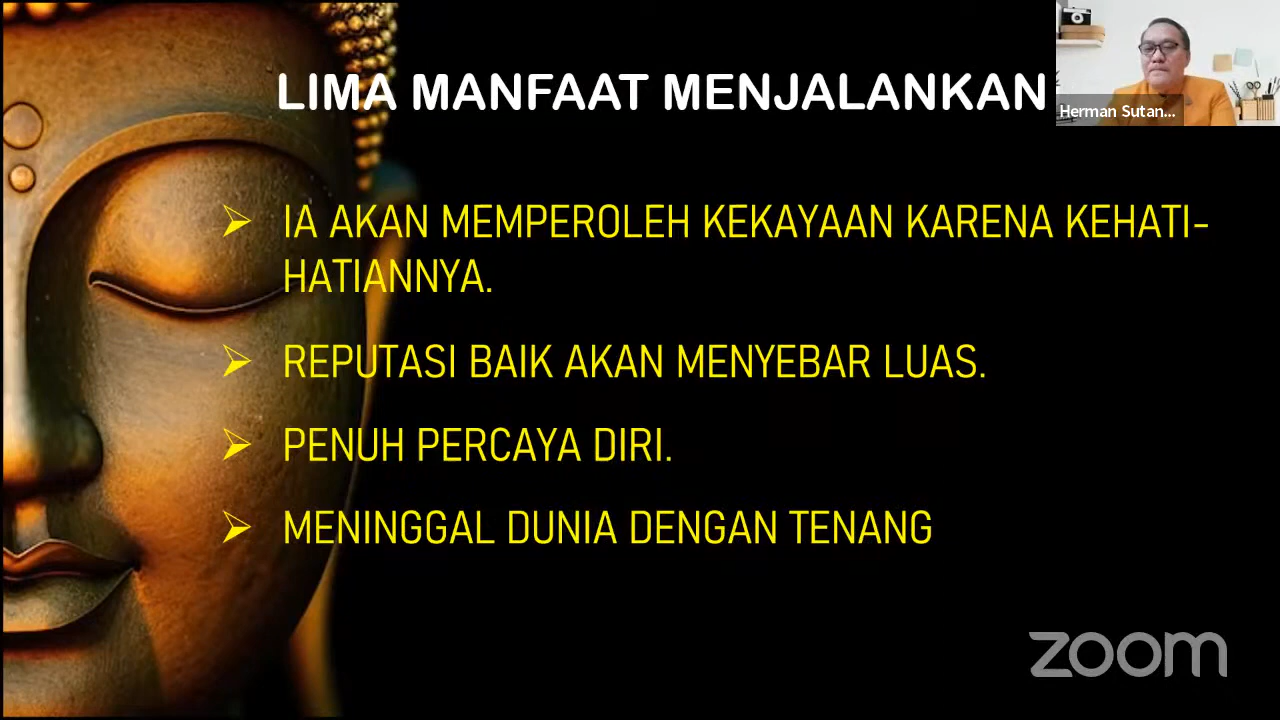 LIMA MANFAAT MENJALANKAN
Herman Sutan...
➢ IA AKAN MEMPEROLEH KEKAYAAN KARENA KEHATI-
HATIANNYA.
➢ REPUTASI BAIK AKAN MENYEBAR LUAS.
➢ PENUH PERCAYA DIRI.
➢ MENINGGAL DUNIA DENGAN TENANG
zoom